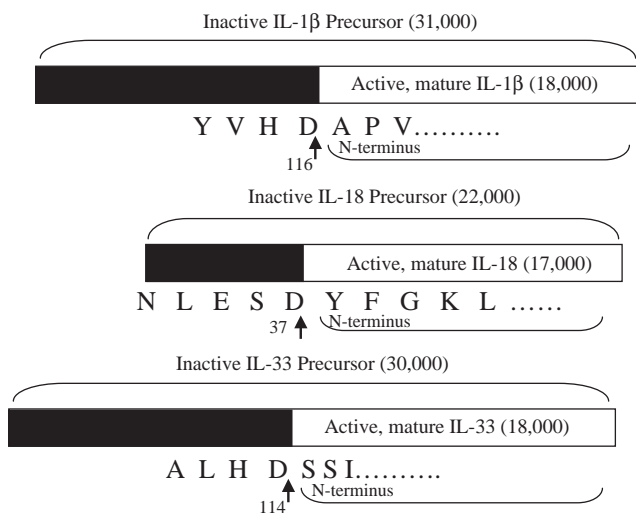 Inactive IL-1β Precursor (31,000)
Active, mature IL-1β (18,000)
Y V H D A P V..........
N-terminus
116
Inactive IL-18 Precursor (22,000)
Active, mature IL-18 (17,000)
N L E S D Y F G K L ......
N-terminus
37
Inactive IL-33 Precursor (30,000)
Active, mature IL-33 (18,000)
A L H D S S I..........
N-terminus
114